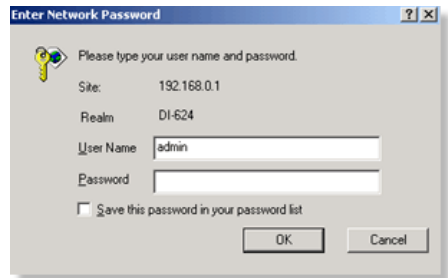 Enter Network Password
Please type your user name and password.
Site: 192.168.0.1
Realm DI-624
User Name admin
Password
Save this password in your password list
OK Cancel